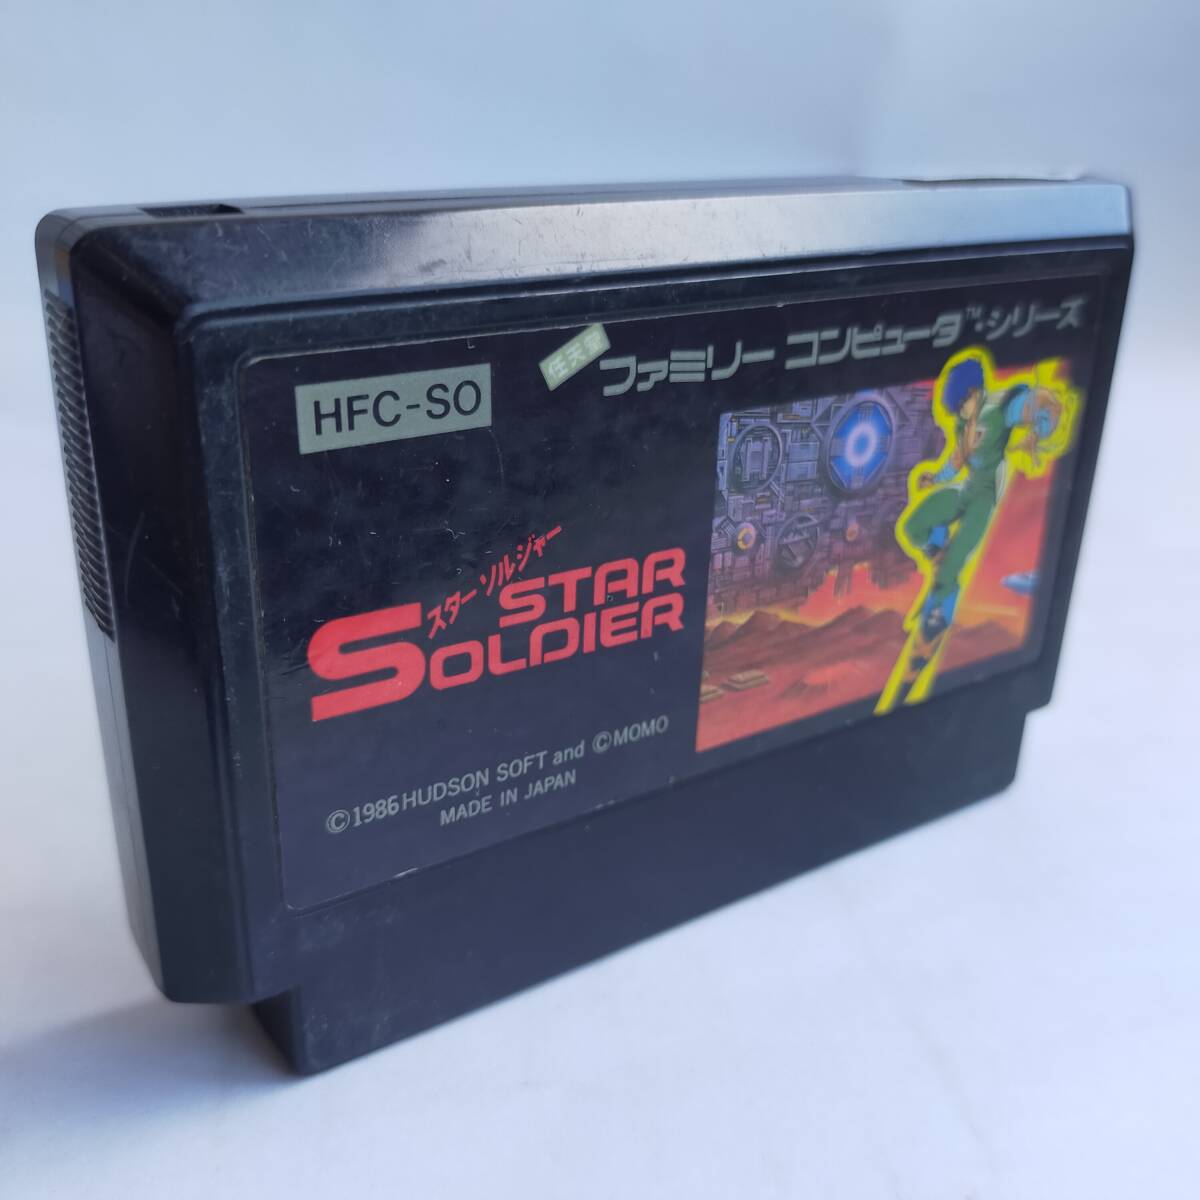 任天堂 ファミリー コンピュータ™・シリーズ
HFC-SO
スターソルジャー
STAR
SOLDIER
©1986 HUDSON SOFT and ©MOMO
MADE IN JAPAN